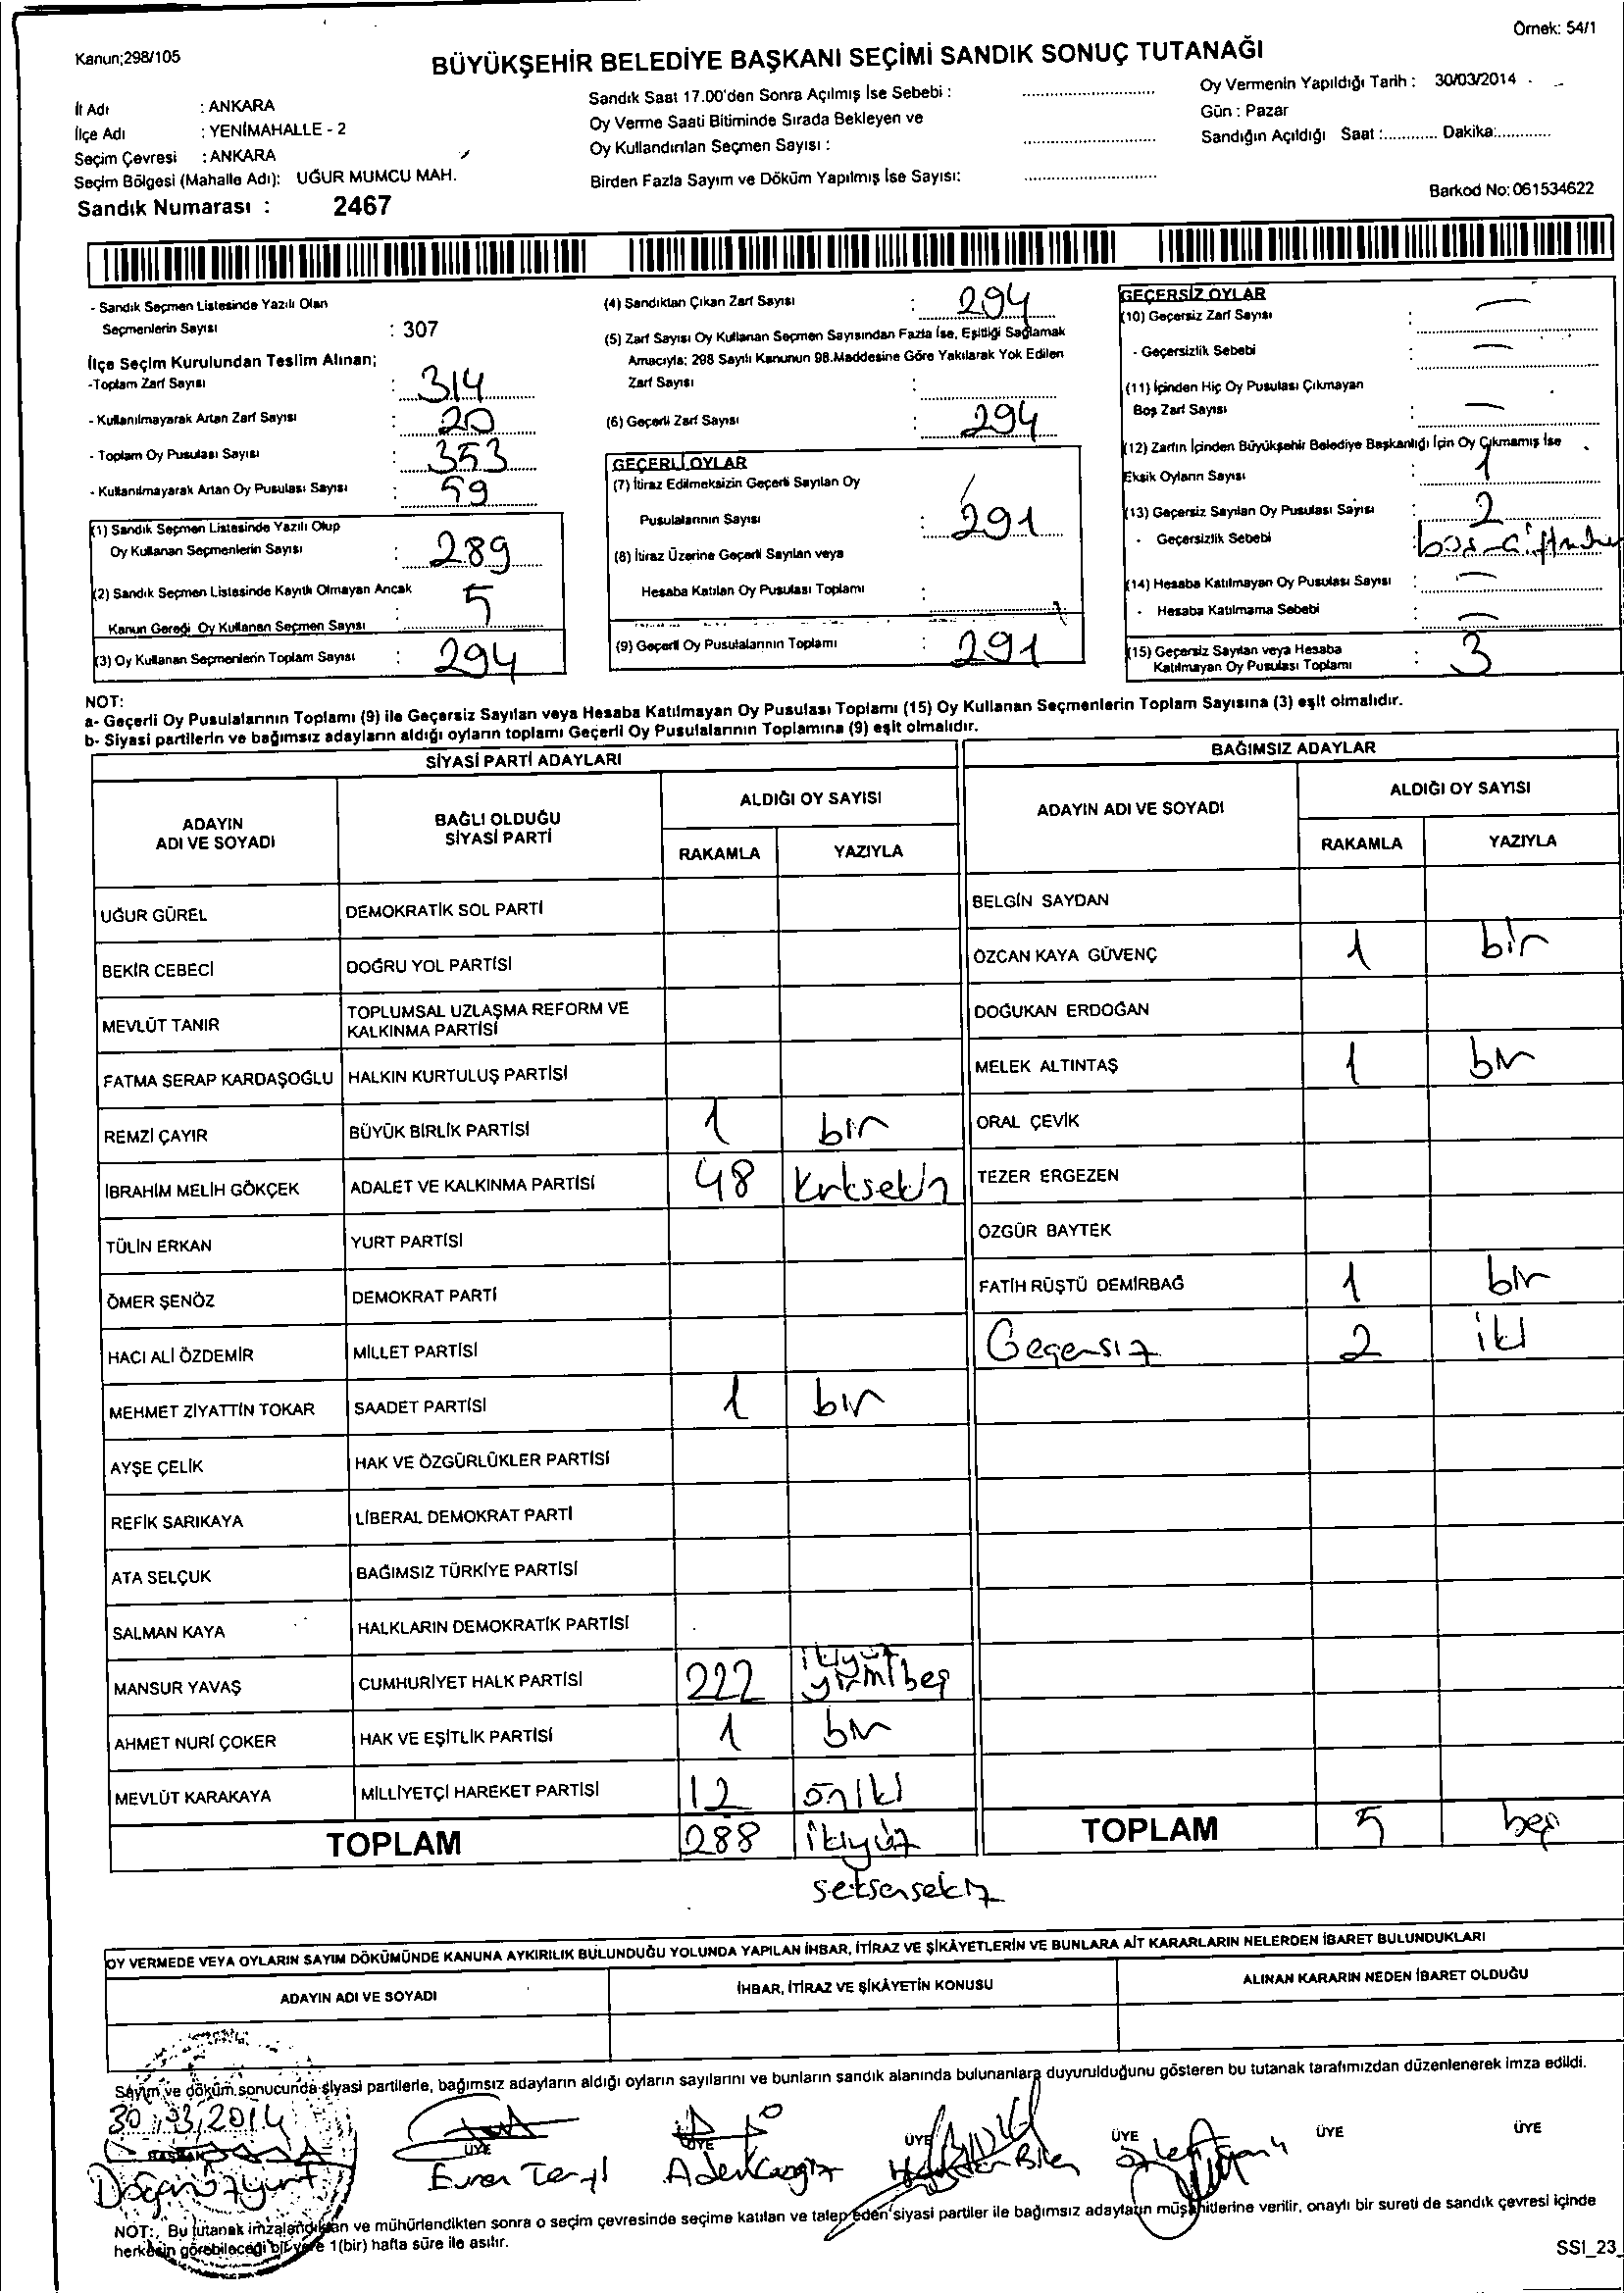 Örnek: 54/1
Kanun;298/105
BÜYÜKŞEHİR BELEDİYE BAŞKANI SEÇİMİ SANDIK SONUÇ TUTANAĞI
İl Adı : ANKARA
İlçe Adı : YENİMAHALLE - 2
Seçim Çevresi : ANKARA
Seçim Bölgesi (Mahalle Adı): UĞUR MUMCU MAH.
Sandık Numarası : 2467
Sandık Saat 17.00'den Sonra Açılmış İse Sebebi :
Oy Verme Saati Bitiminde Sırada Bekleyen ve
Oy Kullandırılan Seçmen Sayısı :
Birden Fazla Sayım ve Döküm Yapılmış İse Sayısı:
Oy Vermenin Yapıldığı Tarih : 30/03/2014
Gün : Pazar
Sandığın Açıldığı Saat :............ Dakika:............
Barkod No: 061534622
- Sandık Seçmen Listesinde Yazılı Olan
Seçmenlerin Sayısı : 307
İlçe Seçim Kurulundan Teslim Alınan;
-Toplam Zarf Sayısı : 314
- Kullanılmayarak Artan Zarf Sayısı : 20
- Toplam Oy Pusulası Sayısı : 353
- Kullanılmayarak Artan Oy Pusulası Sayısı : 59
(1) Sandık Seçmen Listesinde Yazılı Olup
Oy Kullanan Seçmenlerin Sayısı : 289
(2) Sandık Seçmen Listesinde Kayıtlı Olmayan Ancak
Kanun Gereği Oy Kullanan Seçmen Sayısı 5
(3) Oy Kullanan Seçmenlerin Toplam Sayısı : 294
(4) Sandıktan Çıkan Zarf Sayısı : 294
(5) Zarf Sayısı Oy Kullanan Seçmen Sayısından Fazla İse, Eşitliği Sağlamak
Amacıyla; 298 Sayılı Kanunun 98.Maddesine Göre Yakılarak Yok Edilen
Zarf Sayısı :
(6) Geçerli Zarf Sayısı : 294
GEÇERLİ OYLAR
(7) İtiraz Edilmeksizin Geçerli Sayılan Oy
Pusulalarının Sayısı : 291
(8) İtiraz Üzerine Geçerli Sayılan veya
Hesaba Katılan Oy Pusulası Toplamı :
(9) Geçerli Oy Pusulalarının Toplamı : 291
GEÇERSİZ OYLAR
(10) Geçersiz Zarf Sayısı : —
- Geçersizlik Sebebi : —
(11) İçinden Hiç Oy Pusulası Çıkmayan
Boş Zarf Sayısı : —
(12) Zarfın İçinden Büyükşehir Belediye Başkanlığı İçin Oy Çıkmamış İse
Eksik Oyların Sayısı : 1
(13) Geçersiz Sayılan Oy Pusulası Sayısı : 2
- Geçersizlik Sebebi :
(14) Hesaba Katılmayan Oy Pusulası Sayısı : —
- Hesaba Katılmama Sebebi : —
(15) Geçersiz Sayılan veya Hesaba
Katılmayan Oy Pusulası Toplamı : 3
NOT:
a- Geçerli Oy Pusulalarının Toplamı (9) ile Geçersiz Sayılan veya Hesaba Katılmayan Oy Pusulası Toplamı (15) Oy Kullanan Seçmenlerin Toplam Sayısına (3) eşit olmalıdır.
b- Siyasi partilerin ve bağımsız adayların aldığı oyların toplamı Geçerli Oy Pusulalarının Toplamına (9) eşit olmalıdır.
SİYASİ PARTİ ADAYLARI
ADAYIN ADI VE SOYADI BAĞLI OLDUĞU SİYASİ PARTİ ALDIĞI OY SAYISI
RAKAMLA YAZIYLA
UĞUR GÜREL DEMOKRATİK SOL PARTİ
BEKİR CEBECİ DOĞRU YOL PARTİSİ
MEVLÜT TANIR TOPLUMSAL UZLAŞMA REFORM VE KALKINMA PARTİSİ
FATMA SERAP KARDAŞOĞLU HALKIN KURTULUŞ PARTİSİ
REMZİ ÇAYIR BÜYÜK BİRLİK PARTİSİ 1 bir
İBRAHİM MELİH GÖKÇEK ADALET VE KALKINMA PARTİSİ 48 kırksekiz
TÜLİN ERKAN YURT PARTİSİ
ÖMER ŞENÖZ DEMOKRAT PARTİ
HACI ALİ ÖZDEMİR MİLLET PARTİSİ
MEHMET ZİYATTİN TOKAR SAADET PARTİSİ 1 bir
AYŞE ÇELİK HAK VE ÖZGÜRLÜKLER PARTİSİ
REFİK SARIKAYA LİBERAL DEMOKRAT PARTİ
ATA SELÇUK BAĞIMSIZ TÜRKİYE PARTİSİ
SALMAN KAYA HALKLARIN DEMOKRATİK PARTİSİ
MANSUR YAVAŞ CUMHURİYET HALK PARTİSİ 222 ikiyüz yirmibeş
AHMET NURİ ÇOKER HAK VE EŞİTLİK PARTİSİ 1 bir
MEVLÜT KARAKAYA MİLLİYETÇİ HAREKET PARTİSİ 12 oniki
TOPLAM 288 ikiyüz
seksensekiz
BAĞIMSIZ ADAYLAR
ADAYIN ADI VE SOYADI ALDIĞI OY SAYISI
RAKAMLA YAZIYLA
BELGİN SAYDAN
ÖZCAN KAYA GÜVENÇ 1 bir
DOĞUKAN ERDOĞAN
MELEK ALTINTAŞ 1 bir
ORAL ÇEVİK
TEZER ERGEZEN
ÖZGÜR BAYTEK
FATİH RÜŞTÜ DEMİRBAĞ 1 bir
Geçersiz 2 iki
TOPLAM 5 beş
OY VERMEDE VEYA OYLARIN SAYIM DÖKÜMÜNDE KANUNA AYKIRILIK BULUNDUĞU YOLUNDA YAPILAN İHBAR, İTİRAZ VE ŞİKÂYETLERİN VE BUNLARA AİT KARARLARIN NELERDEN İBARET BULUNDUKLARI
ADAYIN ADI VE SOYADI İHBAR, İTİRAZ VE ŞİKÂYETİN KONUSU ALINAN KARARIN NEDEN İBARET OLDUĞU
Sayım ve döküm sonucunda siyasi partilerle, bağımsız adayların aldığı oyların sayılarını ve bunların sandık alanında bulunanlara duyurulduğunu gösteren bu tutanak tarafımızdan düzenlenerek imza edildi.
30/03/2014
BAŞKAN ÜYE ÜYE ÜYE ÜYE ÜYE ÜYE
NOT:. Bu tutanak imzalandıktan ve mühürlendikten sonra o seçim çevresinde seçime katılan ve talep eden siyasi partiler ile bağımsız adayların müşahitlerine verilir, onaylı bir sureti de sandık çevresi içinde
herkesin görebileceği bir yere 1(bir) hafta süre ile asılır.
SSI_23_